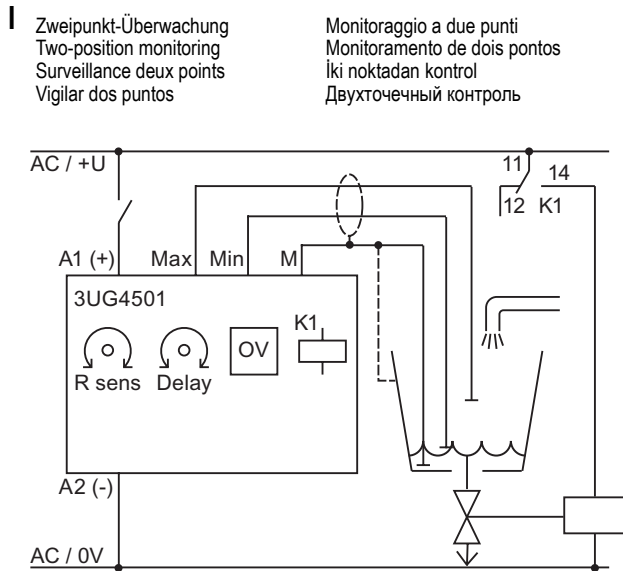 I
Zweipunkt-Überwachung
Two-position monitoring
Surveillance deux points
Vigilar dos puntos
Monitoraggio a due punti
Monitoramento de dois pontos
İki noktadan kontrol
Двухточечный контроль
AC / +U
11
14
12 K1
A1 (+) Max Min M
3UG4501
K1
OV
R sens Delay
A2 (-)
AC / 0V